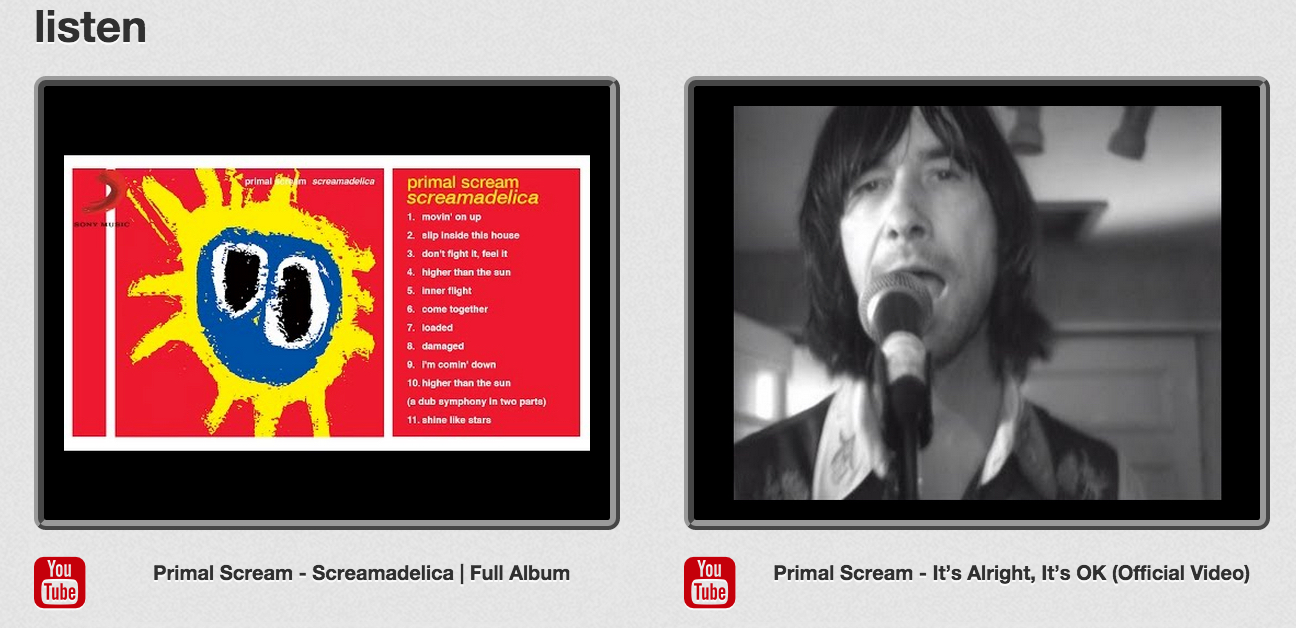 listen
SONY MUSIC
primal scream screamadelica
primal scream
screamadelica
1. movin' on up
2. slip inside this house
3. don't fight it, feel it
4. higher than the sun
5. inner flight
6. come together
7. loaded
8. damaged
9. i'm comin' down
10. higher than the sun
(a dub symphony in two parts)
11. shine like stars
You
Tube
Primal Scream - Screamadelica | Full Album
You
Tube
Primal Scream - It’s Alright, It’s OK (Official Video)